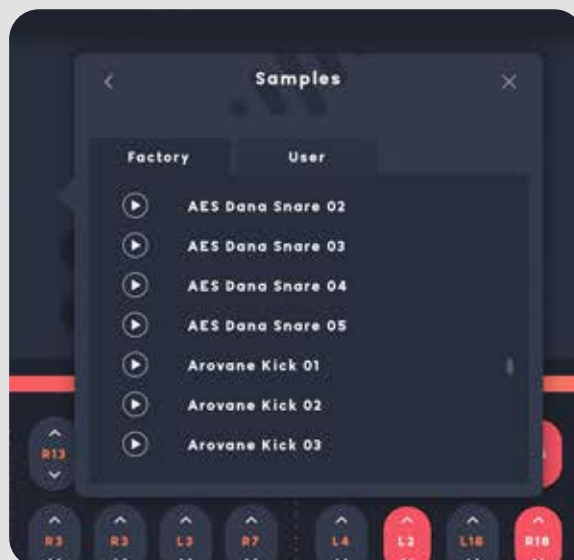 Samples
Factory User
AES Dana Snare 02
AES Dana Snare 03
AES Dana Snare 04
AES Dana Snare 05
Arovane Kick 01
Arovane Kick 02
Arovane Kick 03
R13
R3 R3 L3 R7 L4 L2 L18 R16